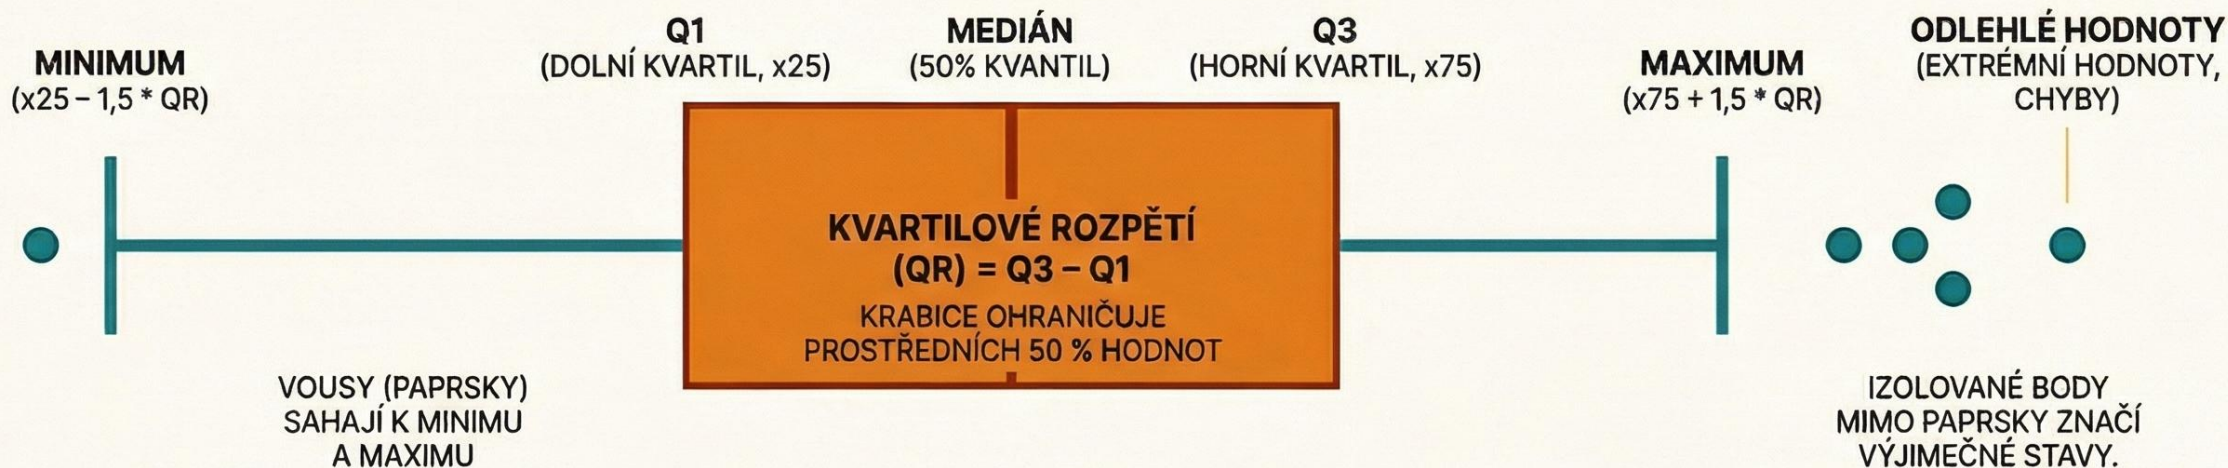 MINIMUM
(x25 – 1,5 * QR)
Q1
(DOLNÍ KVARTIL, x25)
MEDIÁN
(50% KVANTIL)
Q3
(HORNÍ KVARTIL, x75)
MAXIMUM
(x75 + 1,5 * QR)
ODLEHLÉ HODNOTY
(EXTRÉMNÍ HODNOTY,
CHYBY)
KVARTILOVÉ ROZPĚTÍ
(QR) = Q3 – Q1
KRABICE OHRANIČUJE
PROSTŘEDNÍCH 50 % HODNOT
VOUSY (PAPRSKY)
SAHAJÍ K MINIMU
A MAXIMU
IZOLOVANÉ BODY
MIMO PAPRSKY ZNAČÍ
VÝJIMEČNÉ STAVY.